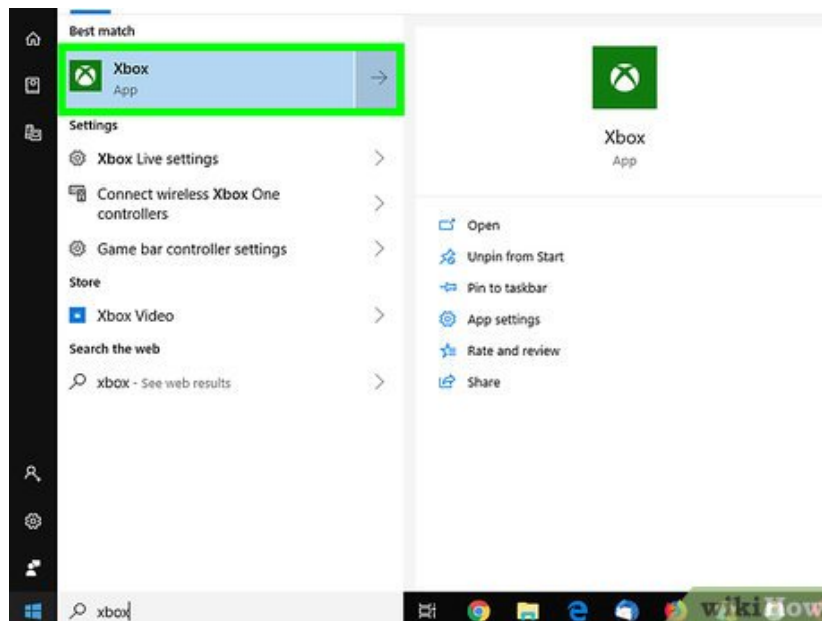 Best match
Xbox
App
Settings
Xbox Live settings
Connect wireless Xbox One
controllers
Game bar controller settings
Store
Xbox Video
Search the web
xbox - See web results
xbox
Xbox
App
Open
Unpin from Start
Pin to taskbar
App settings
Rate and review
Share
wikiHow